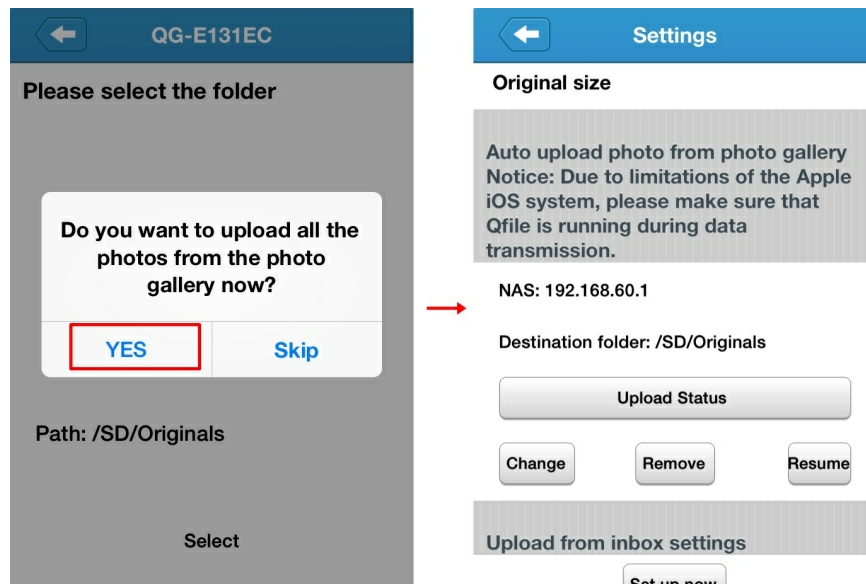 QG-E131EC
Please select the folder
Do you want to upload all the
photos from the photo
gallery now?
YES
Skip
Path: /SD/Originals
Select
Settings
Original size
Auto upload photo from photo gallery
Notice: Due to limitations of the Apple
iOS system, please make sure that
Qfile is running during data
transmission.
NAS: 192.168.60.1
Destination folder: /SD/Originals
Upload Status
Change
Remove
Resume
Upload from inbox settings
Set up now